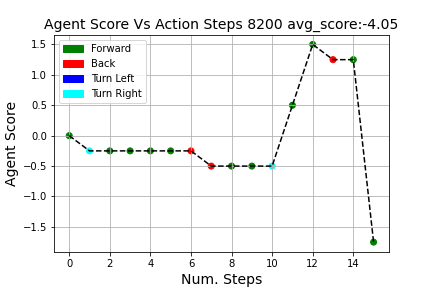 Agent Score Vs Action Steps 8200 avg_score:-4.05
1.5
1.0
0.5
0.0
−0.5
−1.0
−1.5
Agent Score
Forward
Back
Turn Left
Turn Right
0 2 4 6 8 10 12 14
Num. Steps